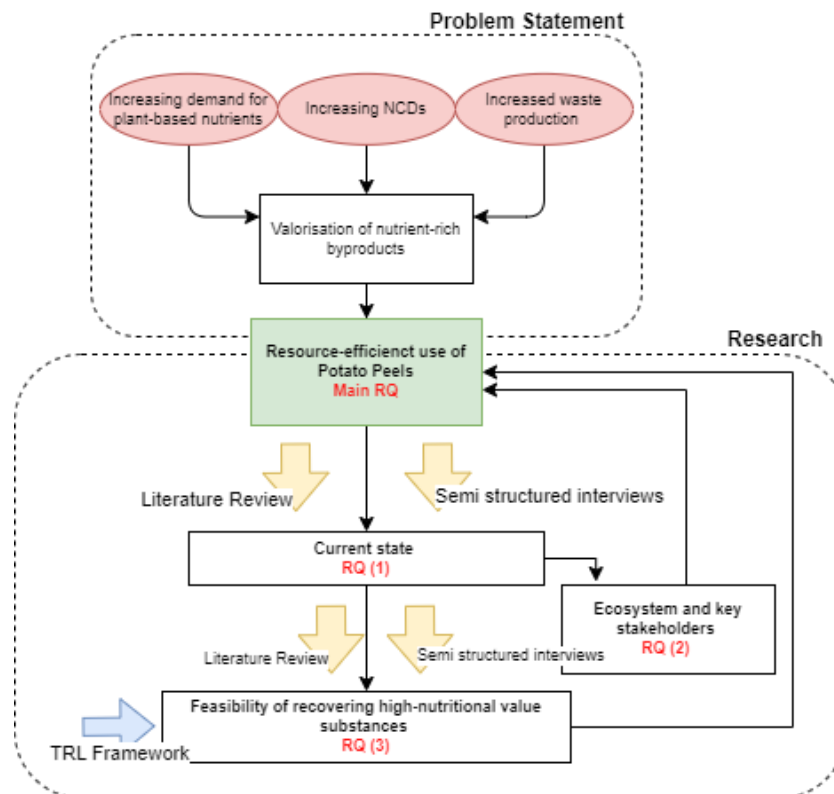 Problem Statement
Increasing demand for
plant-based nutrients
Increasing NCDs
Increased waste
production
Valorisation of nutrient-rich
byproducts
Research
Resource-efficienct use of
Potato Peels
Main RQ
Literature Review
Semi structured interviews
Current state
RQ (1)
Ecosystem and key
stakeholders
RQ (2)
Literature Review
Semi structured interviews
Feasibility of recovering high-nutritional value
substances
RQ (3)
TRL Framework